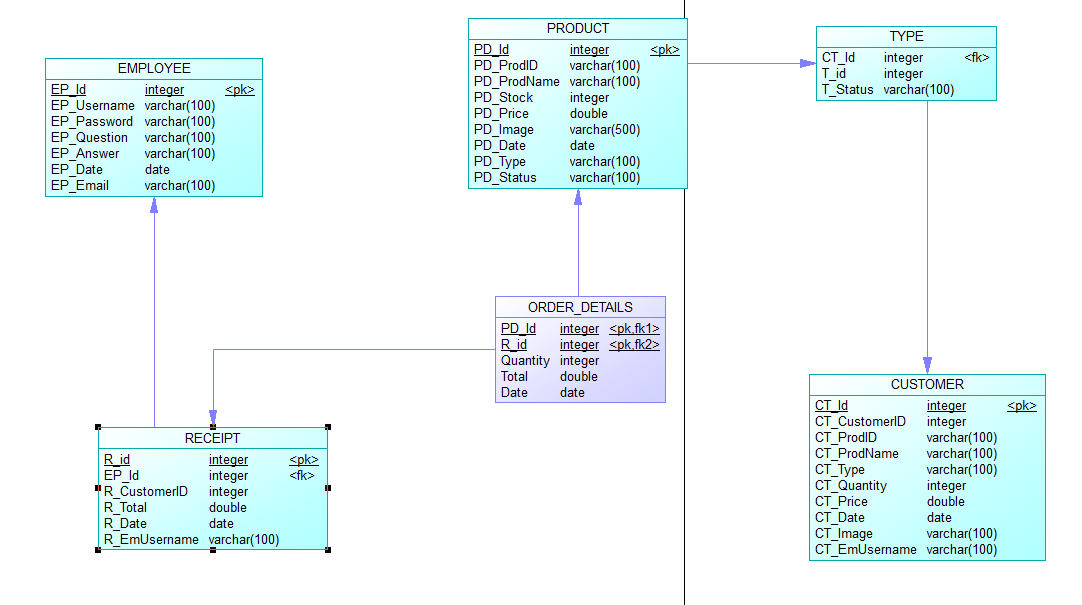 PRODUCT
PD_Id integer <pk>
PD_ProdID varchar(100)
PD_ProdName varchar(100)
PD_Stock integer
PD_Price double
PD_Image varchar(500)
PD_Date date
PD_Type varchar(100)
PD_Status varchar(100)
TYPE
CT_Id integer <fk>
T_id integer
T_Status varchar(100)
EMPLOYEE
EP_Id integer <pk>
EP_Username varchar(100)
EP_Password varchar(100)
EP_Question varchar(100)
EP_Answer varchar(100)
EP_Date date
EP_Email varchar(100)
ORDER_DETAILS
PD_Id integer <pk,fk1>
R_id integer <pk,fk2>
Quantity integer
Total double
Date date
CUSTOMER
CT_Id integer <pk>
CT_CustomerID integer
CT_ProdID varchar(100)
CT_ProdName varchar(100)
CT_Type varchar(100)
CT_Quantity integer
CT_Price double
CT_Date date
CT_Image varchar(100)
CT_EmUsername varchar(100)
RECEIPT
R_id integer <pk>
EP_Id integer <fk>
R_CustomerID integer
R_Total double
R_Date date
R_EmUsername varchar(100)